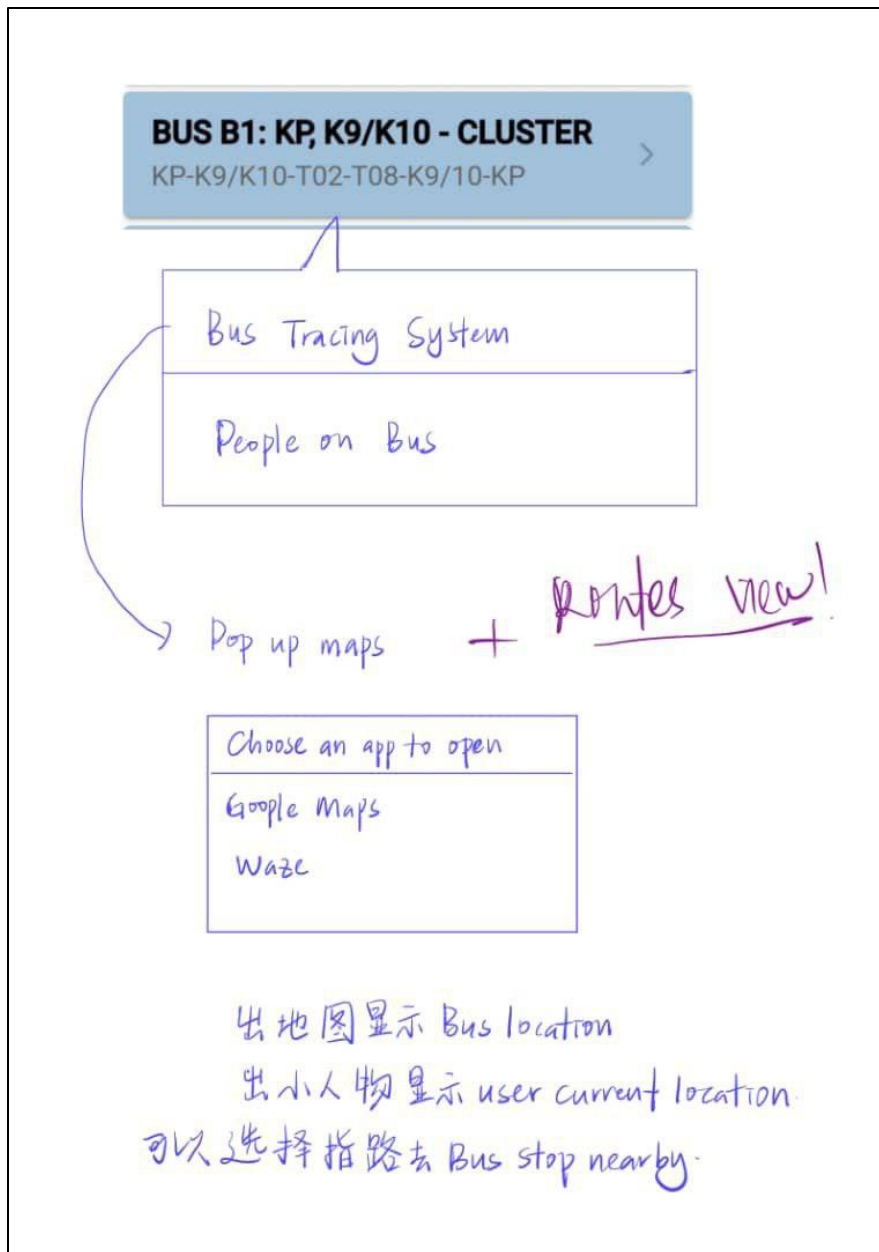 BUS B1: KP, K9/K10 - CLUSTER
KP-K9/K10-T02-T08-K9/10-KP
Bus Tracing System
People on Bus
Pop up maps + Routes view!
Choose an app to open
Google Maps
Waze
出地图显示 Bus location
出小人物显示 user current location.
可以选择指路去 Bus stop nearby.